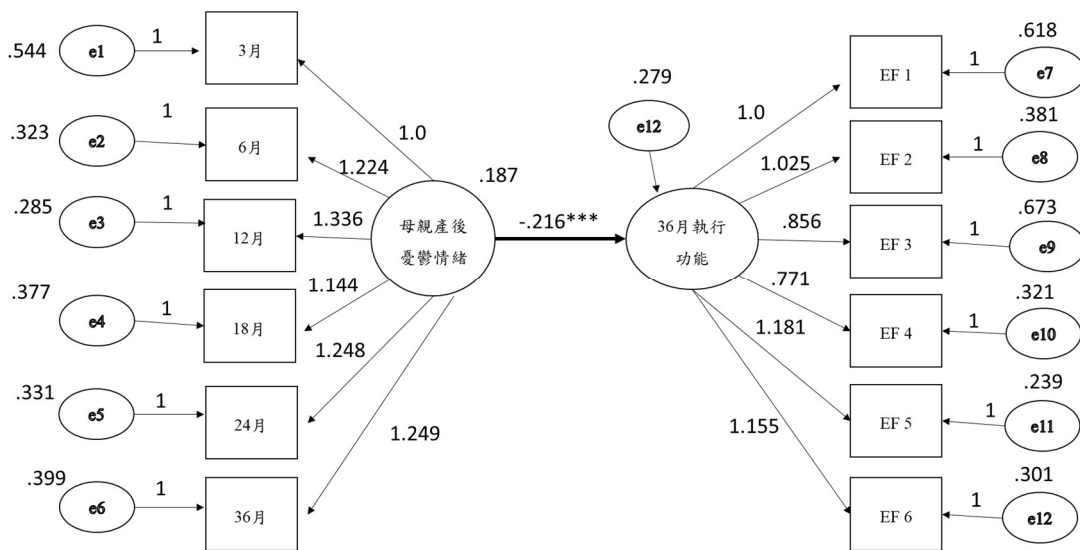 .544
e1
1
3月
.323
e2
1
6月
.285
e3
1
12月
.377
e4
1
18月
.331
e5
1
24月
.399
e6
1
36月
1.0
1.224
1.336
1.144
1.248
1.249
.187
母親產後
憂鬱情緒
-.216***
.279
e12
36月執行
功能
1.0
1.025
.856
.771
1.181
1.155
EF 1
1
.618
e7
EF 2
1
.381
e8
EF 3
1
.673
e9
EF 4
1
.321
e10
EF 5
1
.239
e11
EF 6
1
.301
e12